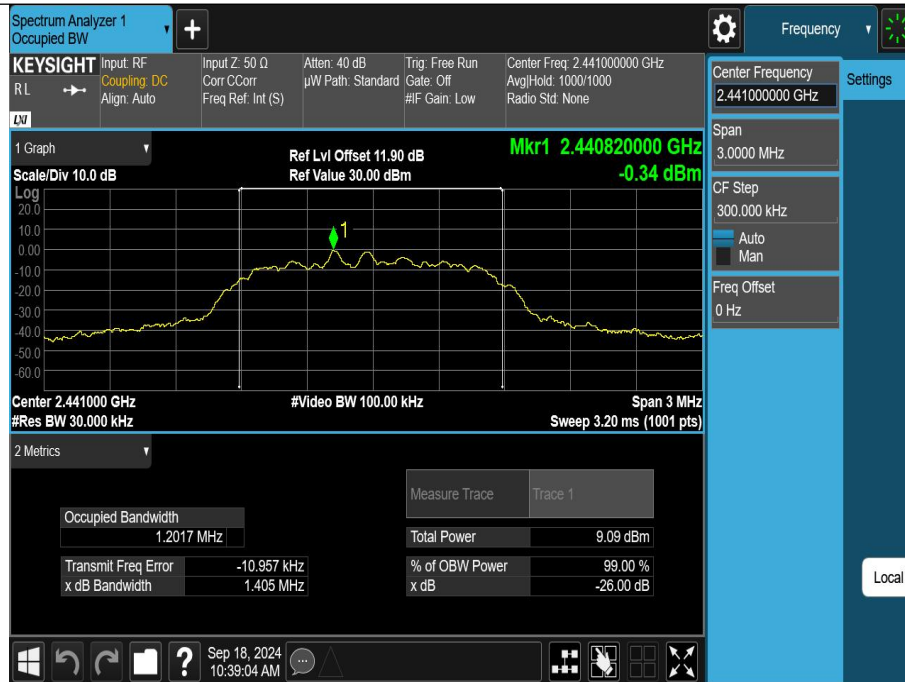 Spectrum Analyzer 1
Occupied BW
+
Frequency
KEYSIGHT
RL
LXI
Input: RF
Coupling: DC
Align: Auto
Input Z: 50 Ω
Corr CCorr
Freq Ref: Int (S)
Atten: 40 dB
µW Path: Standard
Trig: Free Run
Gate: Off
#IF Gain: Low
Center Freq: 2.441000000 GHz
Avg|Hold: 1000/1000
Radio Std: None
Center Frequency
2.441000000 GHz
Settings
Span
3.0000 MHz
CF Step
300.000 kHz
Auto
Man
Freq Offset
0 Hz
Local
1 Graph
Scale/Div 10.0 dB
Ref Lvl Offset 11.90 dB
Ref Value 30.00 dBm
Mkr1 2.440820000 GHz
-0.34 dBm
Log
20.0
10.0
0.00
-10.0
-20.0
-30.0
-40.0
-50.0
-60.0
1
Center 2.441000 GHz
#Res BW 30.000 kHz
#Video BW 100.00 kHz
Span 3 MHz
Sweep 3.20 ms (1001 pts)
2 Metrics
Measure Trace Trace 1
Occupied Bandwidth
1.2017 MHz
Total Power 9.09 dBm
Transmit Freq Error -10.957 kHz
% of OBW Power 99.00 %
x dB Bandwidth 1.405 MHz
x dB -26.00 dB
?
Sep 18, 2024
10:39:04 AM